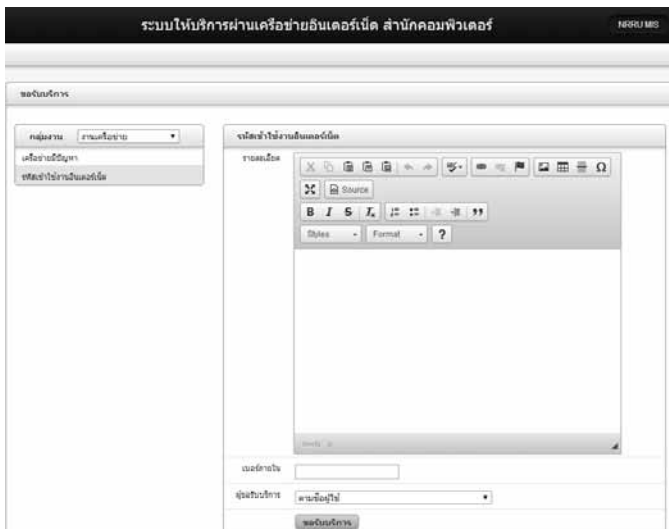 ระบบให้บริการผ่านเครือข่ายอินเตอร์เน็ต สำนักคอมพิวเตอร์
NRRU MIS
ขอรับบริการ
กลุ่มงาน งานเครือข่าย
เครือข่ายมีปัญหา
รหัสเข้าใช้งานอินเตอร์เน็ต
รหัสเข้าใช้งานอินเตอร์เน็ต
รายละเอียด
Source
B I S Tx
Styles Format ?
เบอร์ภายใน
ผู้ขอรับบริการ ตามชื่อผู้ใช้
ขอรับบริการ